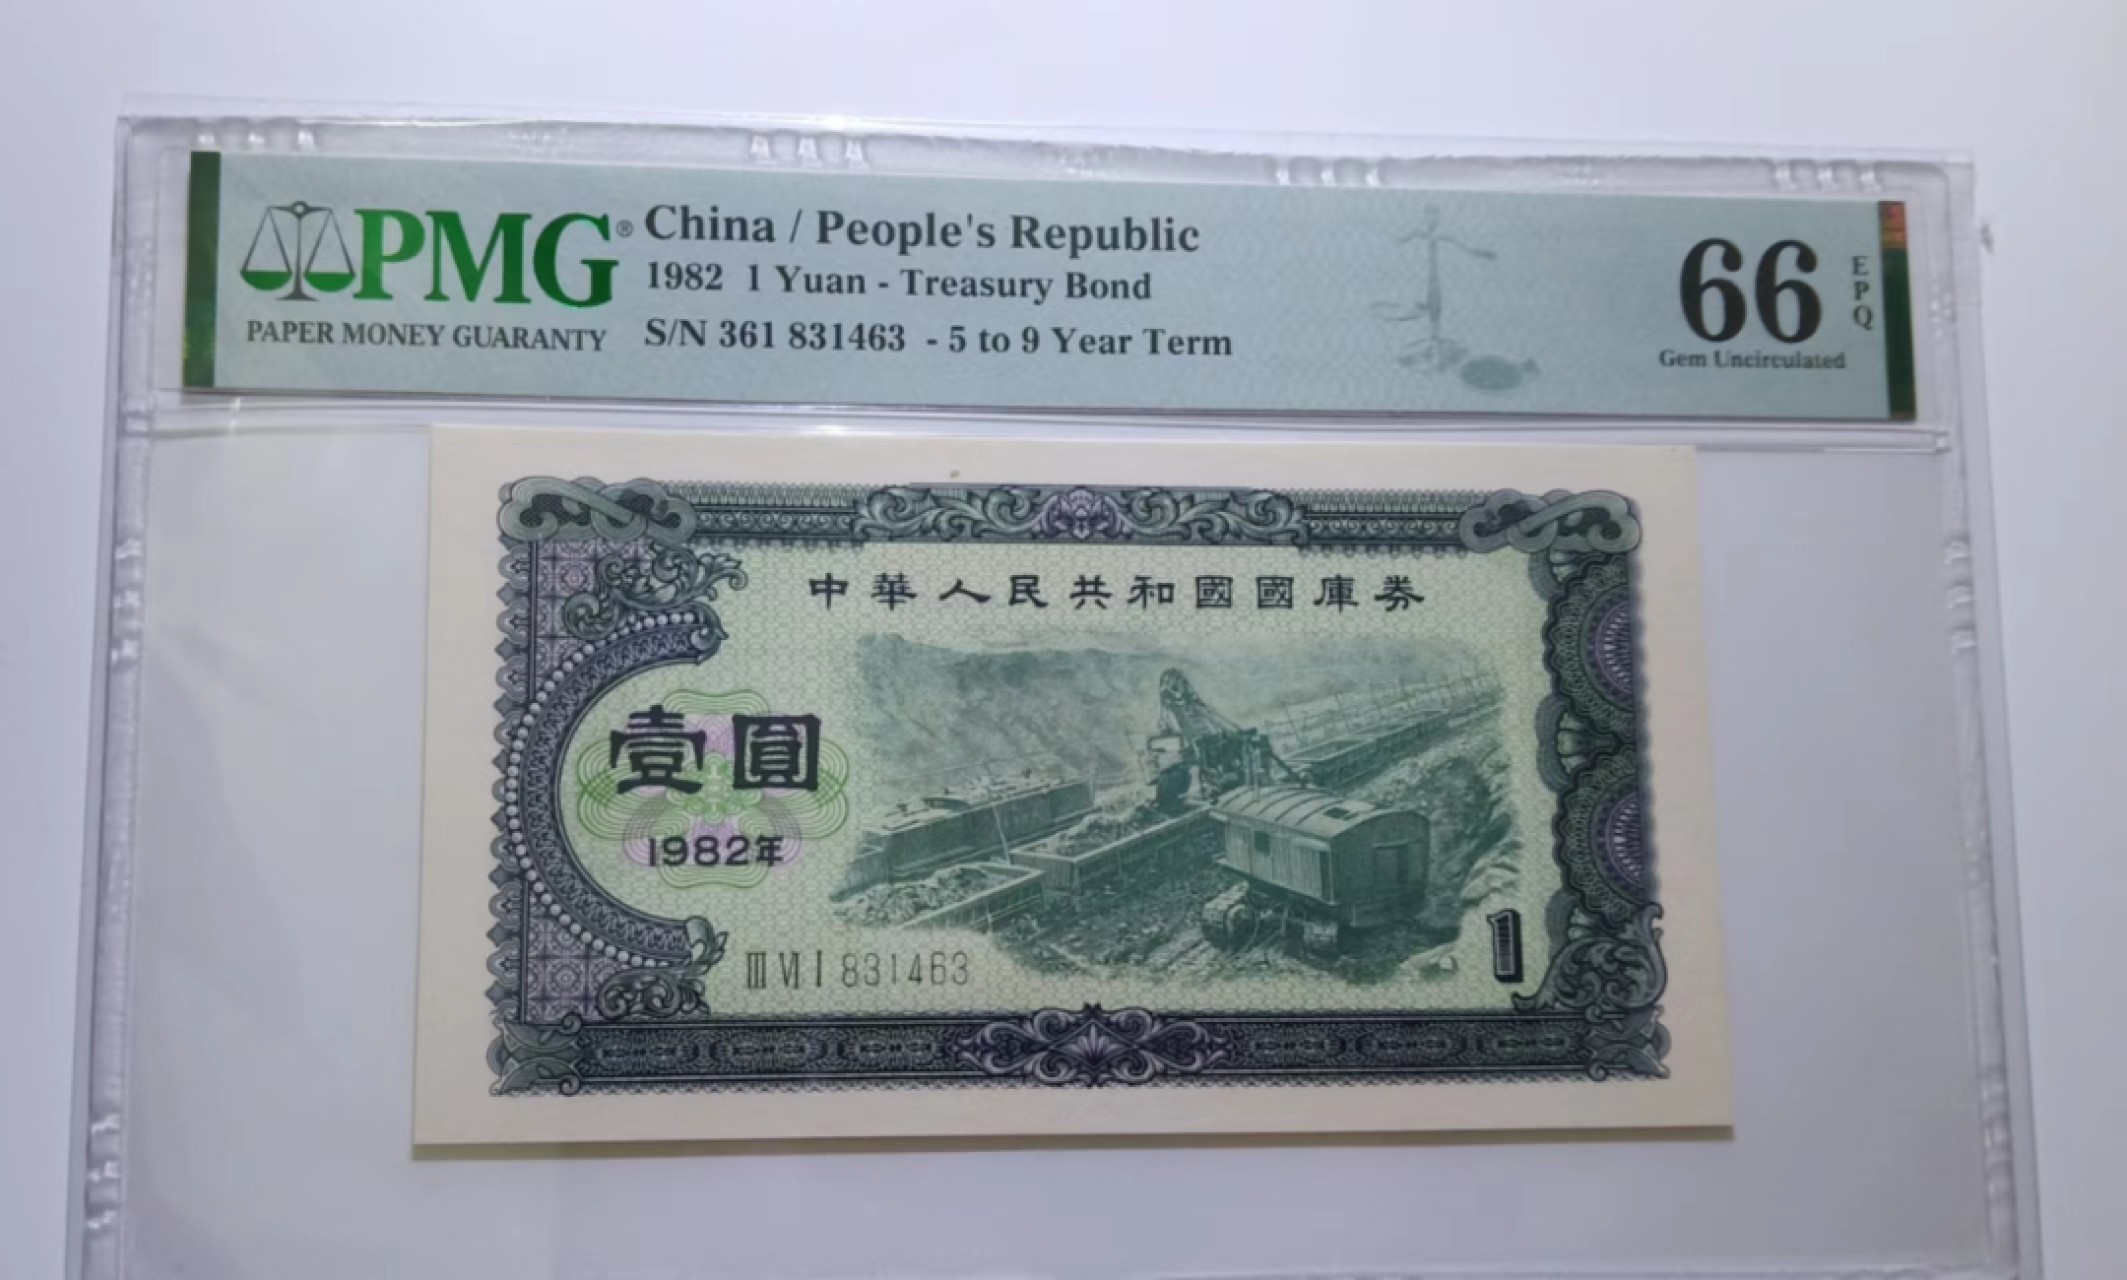 PMG®
PAPER MONEY GUARANTY
China / People's Republic
1982 1 Yuan - Treasury Bond
S/N 361 831463 - 5 to 9 Year Term
66 EPQ
Gem Uncirculated
中華人民共和國國庫券
壹圓
1982年
III VI I 831463
1